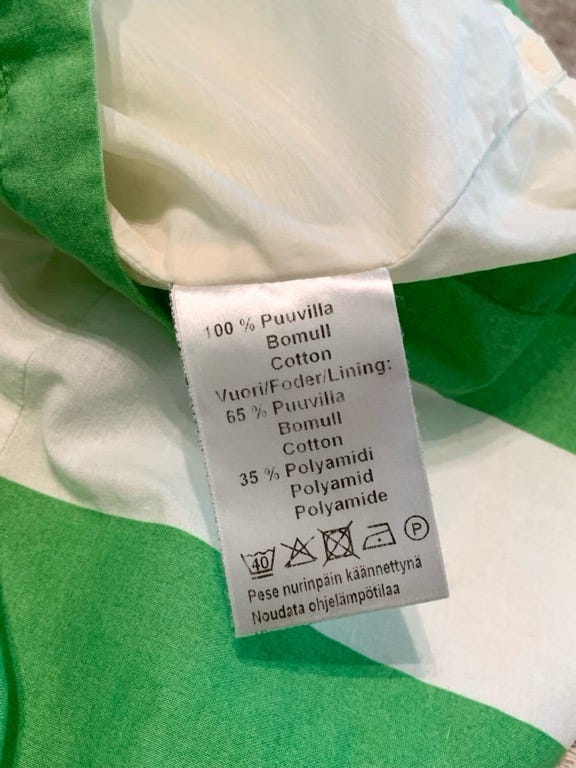 100 % Puuvilla
Bomull
Cotton
Vuori/Foder/Lining:
65 % Puuvilla
Bomull
Cotton
35 % Polyamidi
Polyamid
Polyamide
40 P
Pese nurinpäin käännettynä
Noudata ohjelämpötilaa